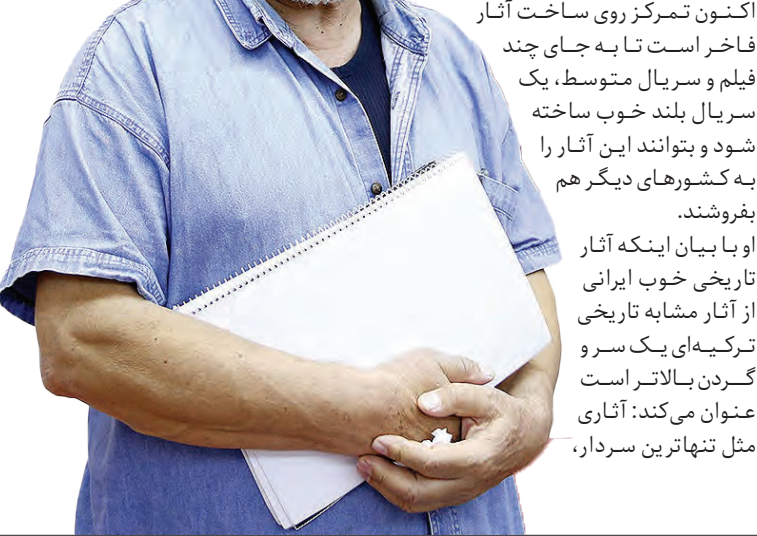 اکنون تمرکز روی ساخت آثار
فاخر است تا به جای چند
فیلم و سریال متوسط، یک
سریال بلند خوب ساخته
شود و بتوانند این آثار را
به کشورهای دیگر هم
بفروشند.
او با بیان اینکه آثار
تاریخی خوب ایرانی
از آثار مشابه تاریخی
ترکیه‌ای یک سر و
گردن بالاتر است
عنوان می‌کند: آثاری
مثل تنهاترین سردار،